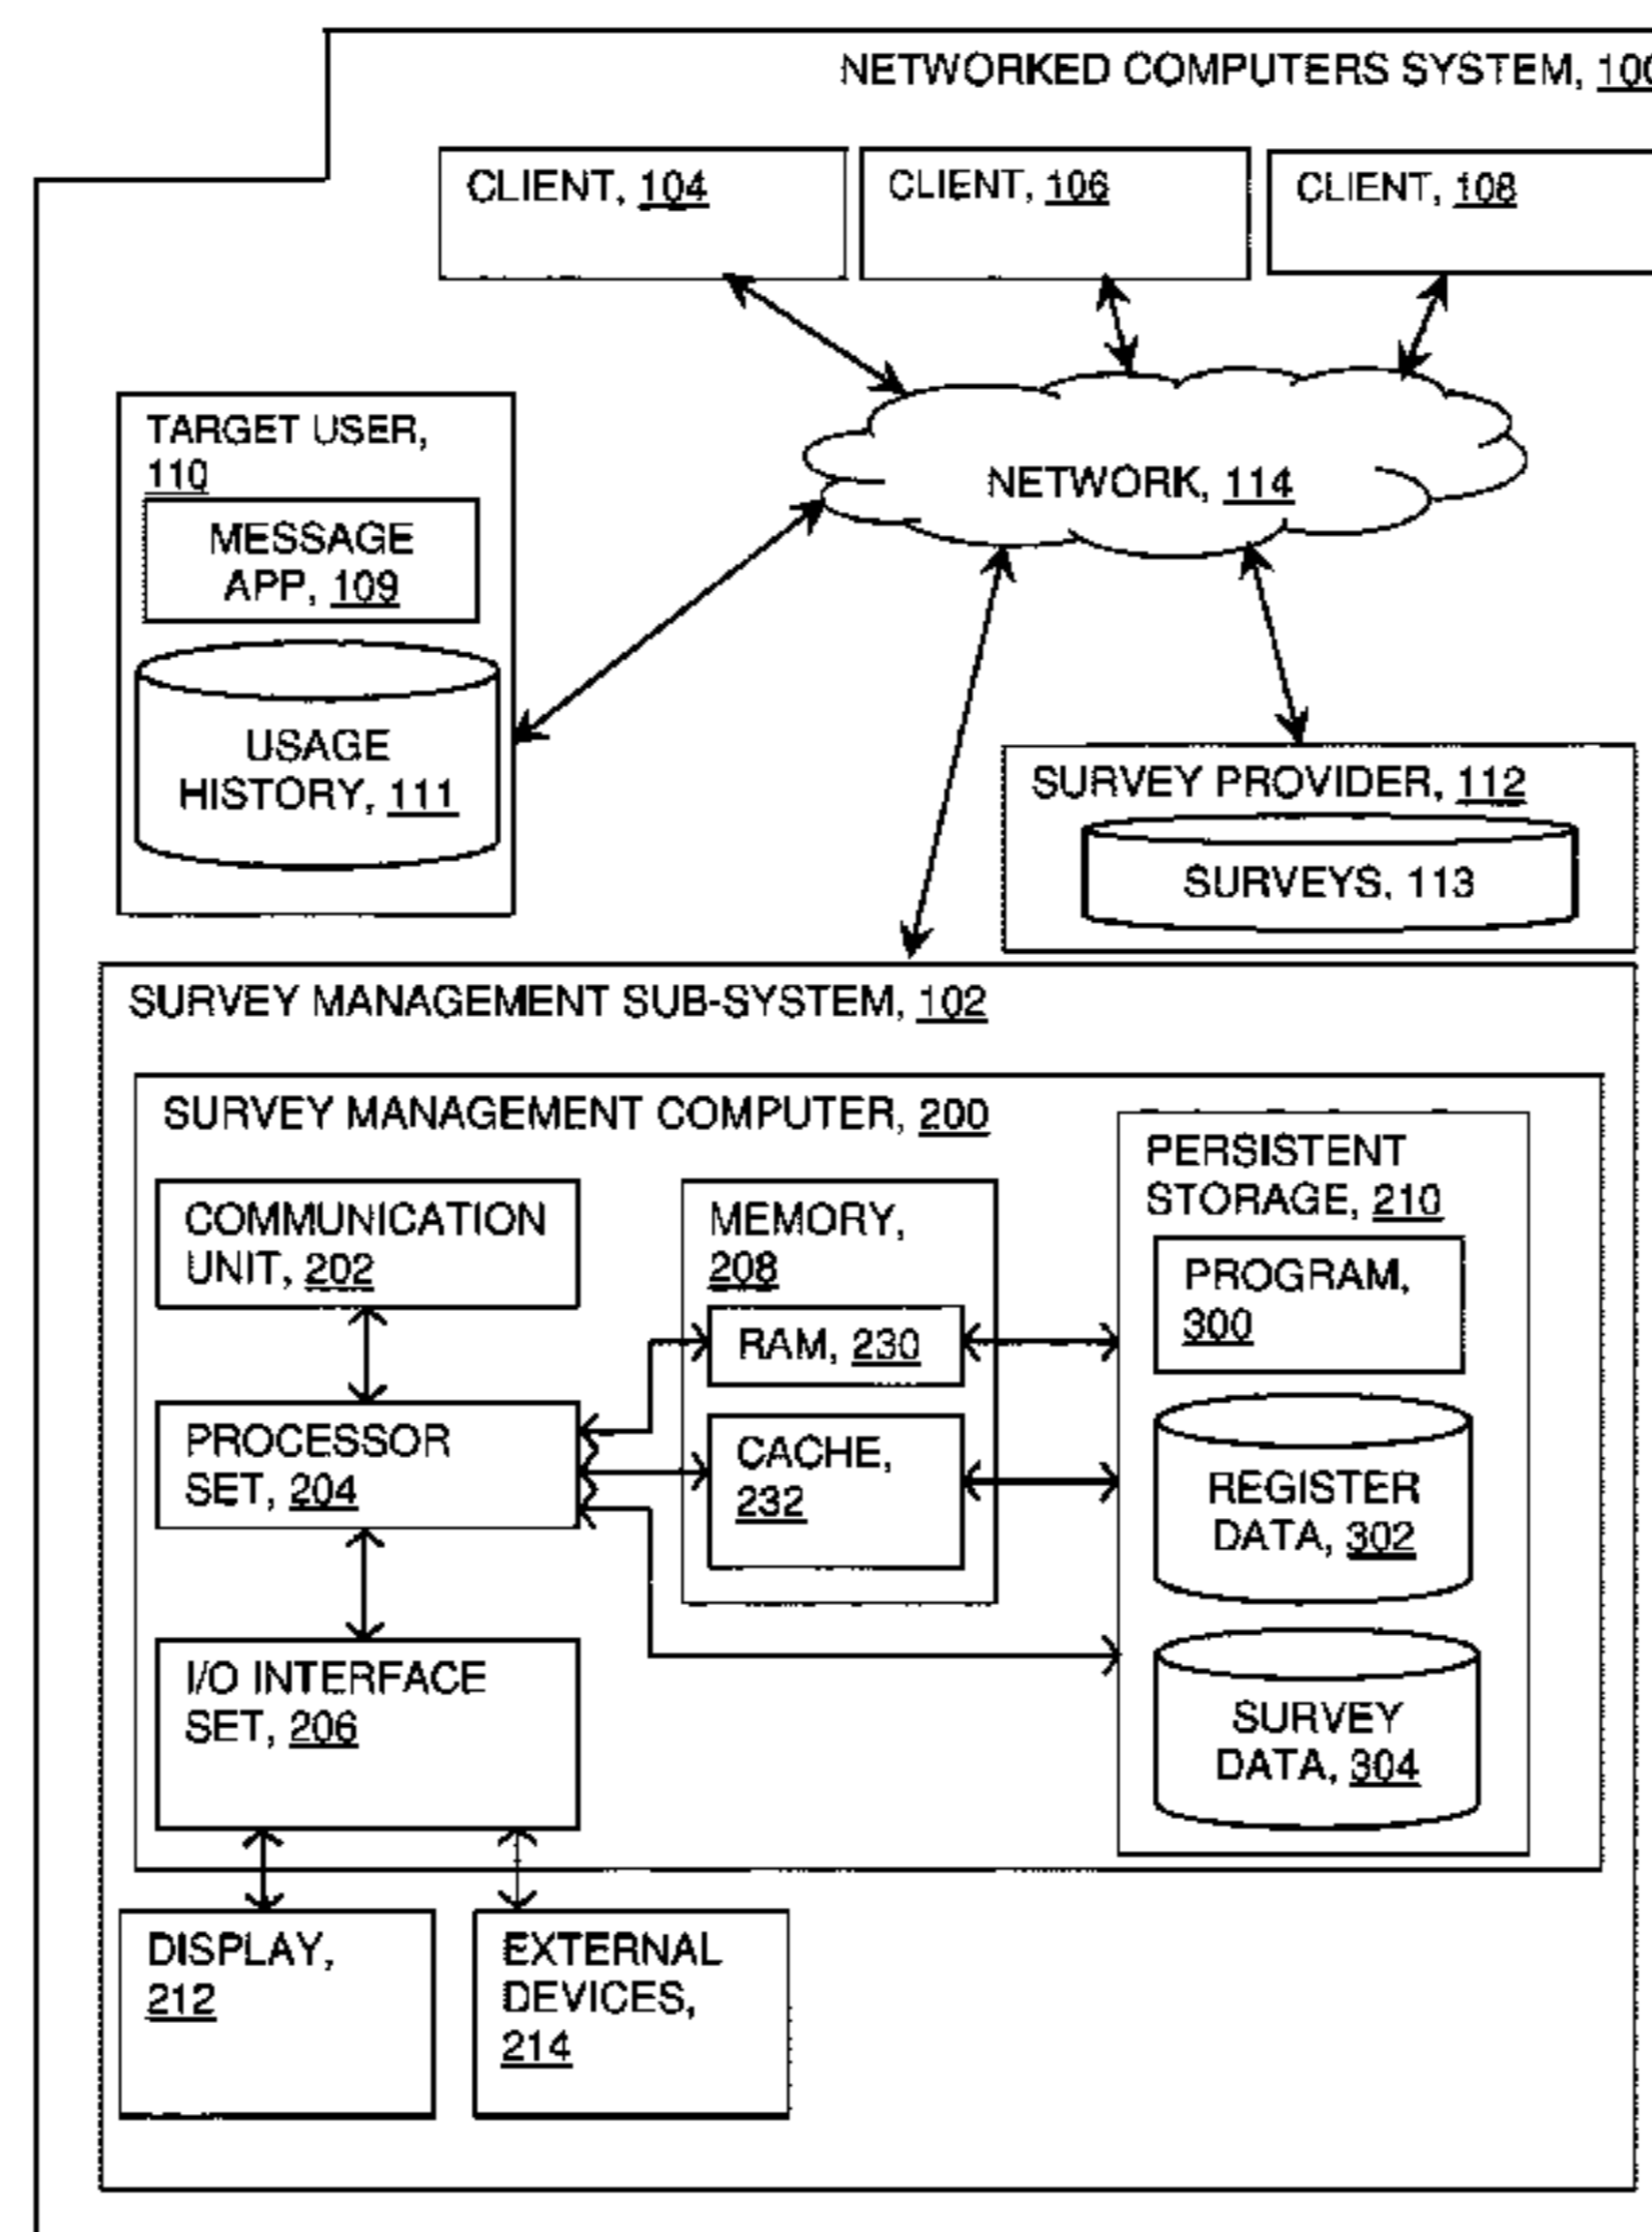 NETWORKED COMPUTERS SYSTEM, 100
CLIENT, 104
CLIENT, 106
CLIENT, 108
TARGET USER,
110
MESSAGE
APP, 109
USAGE
HISTORY, 111
NETWORK, 114
SURVEY PROVIDER, 112
SURVEYS, 113
SURVEY MANAGEMENT SUB-SYSTEM, 102
SURVEY MANAGEMENT COMPUTER, 200
COMMUNICATION
UNIT, 202
PROCESSOR
SET, 204
I/O INTERFACE
SET, 206
MEMORY,
208
RAM, 230
CACHE,
232
PERSISTENT
STORAGE, 210
PROGRAM,
300
REGISTER
DATA, 302
SURVEY
DATA, 304
DISPLAY,
212
EXTERNAL
DEVICES,
214